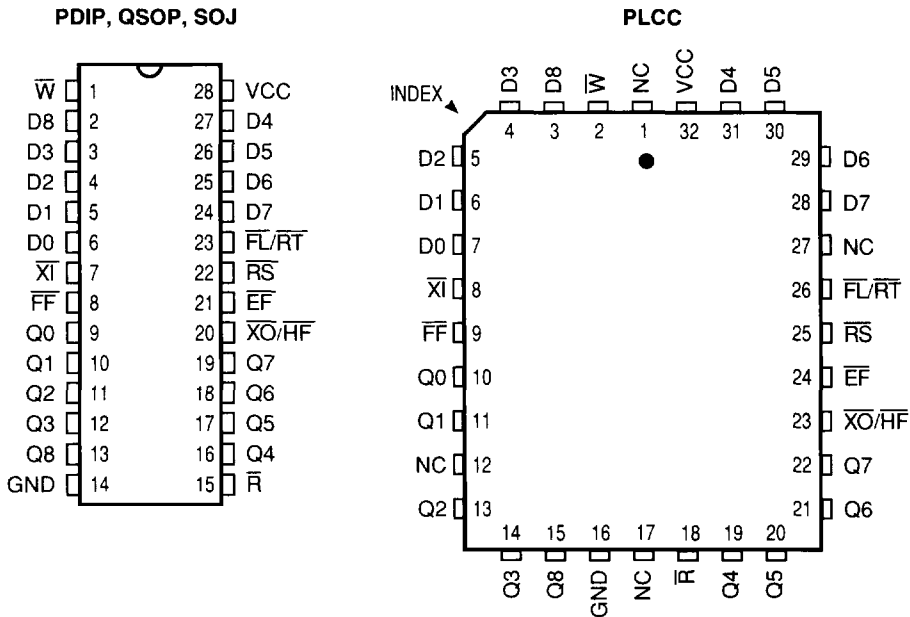 PDIP, QSOP, SOJ
W̅ 1 28 VCC
D8 2 27 D4
D3 3 26 D5
D2 4 25 D6
D1 5 24 D7
D0 6 23 F̅L̅/R̅T̅
X̅I̅ 7 22 R̅S̅
F̅F̅ 8 21 E̅F̅
Q0 9 20 X̅O̅/H̅F̅
Q1 10 19 Q7
Q2 11 18 Q6
Q3 12 17 Q5
Q8 13 16 Q4
GND 14 15 R̅
PLCC
INDEX
D3 D8 W̅ NC VCC D4 D5
4 3 2 1 32 31 30
D2 5 29 D6
D1 6 28 D7
D0 7 27 NC
X̅I̅ 8 26 F̅L̅/R̅T̅
F̅F̅ 9 25 R̅S̅
Q0 10 24 E̅F̅
Q1 11 23 X̅O̅/H̅F̅
NC 12 22 Q7
Q2 13 21 Q6
14 15 16 17 18 19 20
Q3 Q8 GND NC R̅ Q4 Q5